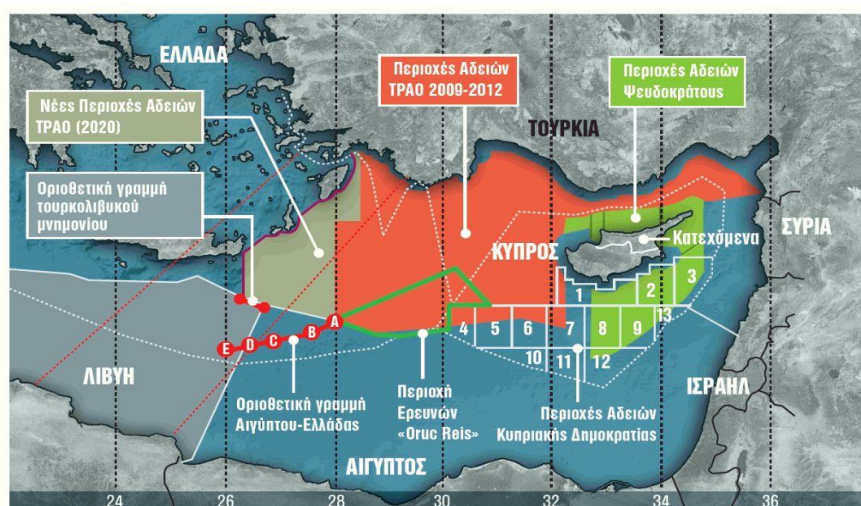 ΕΛΛΑΔΑ
Νέες Περιοχές Αδειών
ΤΡΑΟ (2020)
Οριοθετική γραμμή
τουρκολιβυκού
μνημονίου
Περιοχές Αδειών
ΤΡΑΟ 2009-2012
Περιοχές Αδειών
Ψευδοκράτους
ΤΟΥΡΚΙΑ
ΣΥΡΙΑ
ΚΥΠΡΟΣ
Κατεχόμενα
1
2
3
4
5
6
7
8
9
13
10
11
12
A
B
C
D
E
ΛΙΒΥΗ
Οριοθετική γραμμή
Αιγύπτου-Ελλάδας
Περιοχή
Ερευνών
«Oruc Reis»
Περιοχές Αδειών
Κυπριακής Δημοκρατίας
ΙΣΡΑΗΛ
ΑΙΓΥΠΤΟΣ
24
26
28
30
32
34
36